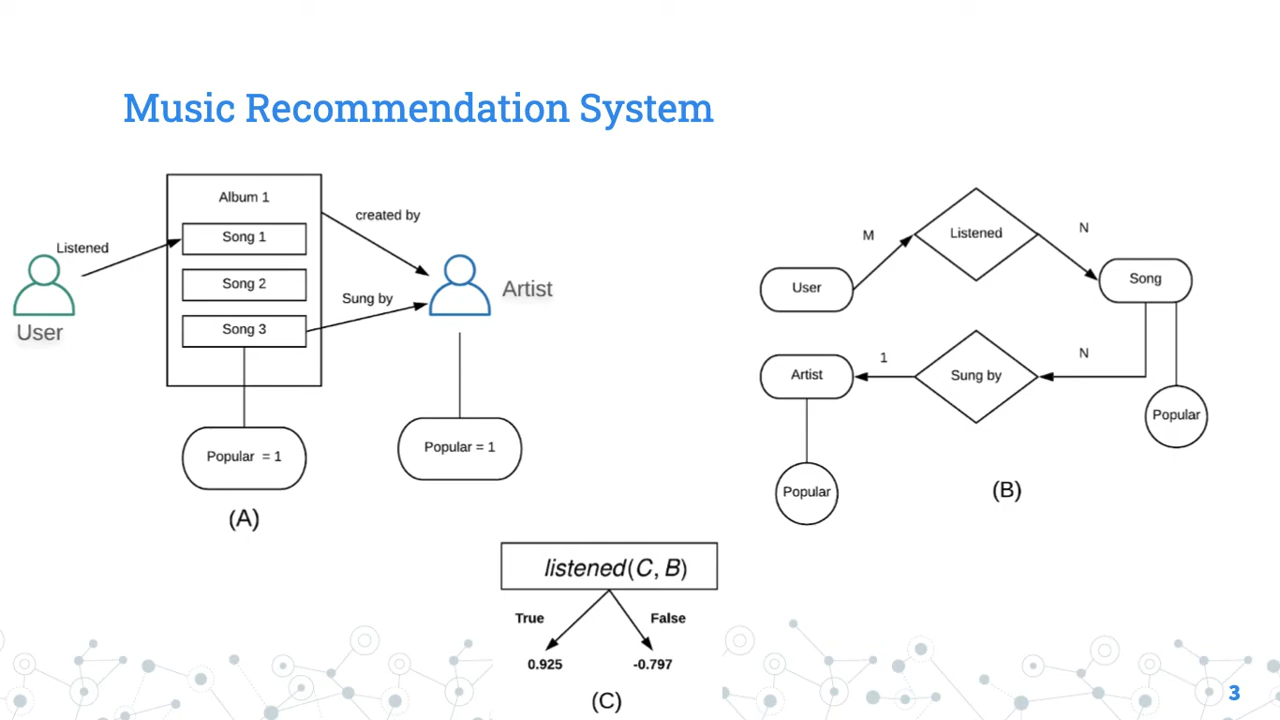 Music Recommendation System
Album 1
Song 1
Song 2
Song 3
Listened
User
created by
Sung by
Artist
Popular = 1
Popular = 1
(A)
M
Listened
N
User
Song
Artist
1
Sung by
N
Popular
Popular
(B)
listened(C, B)
True
False
0.925
-0.797
(C)
3